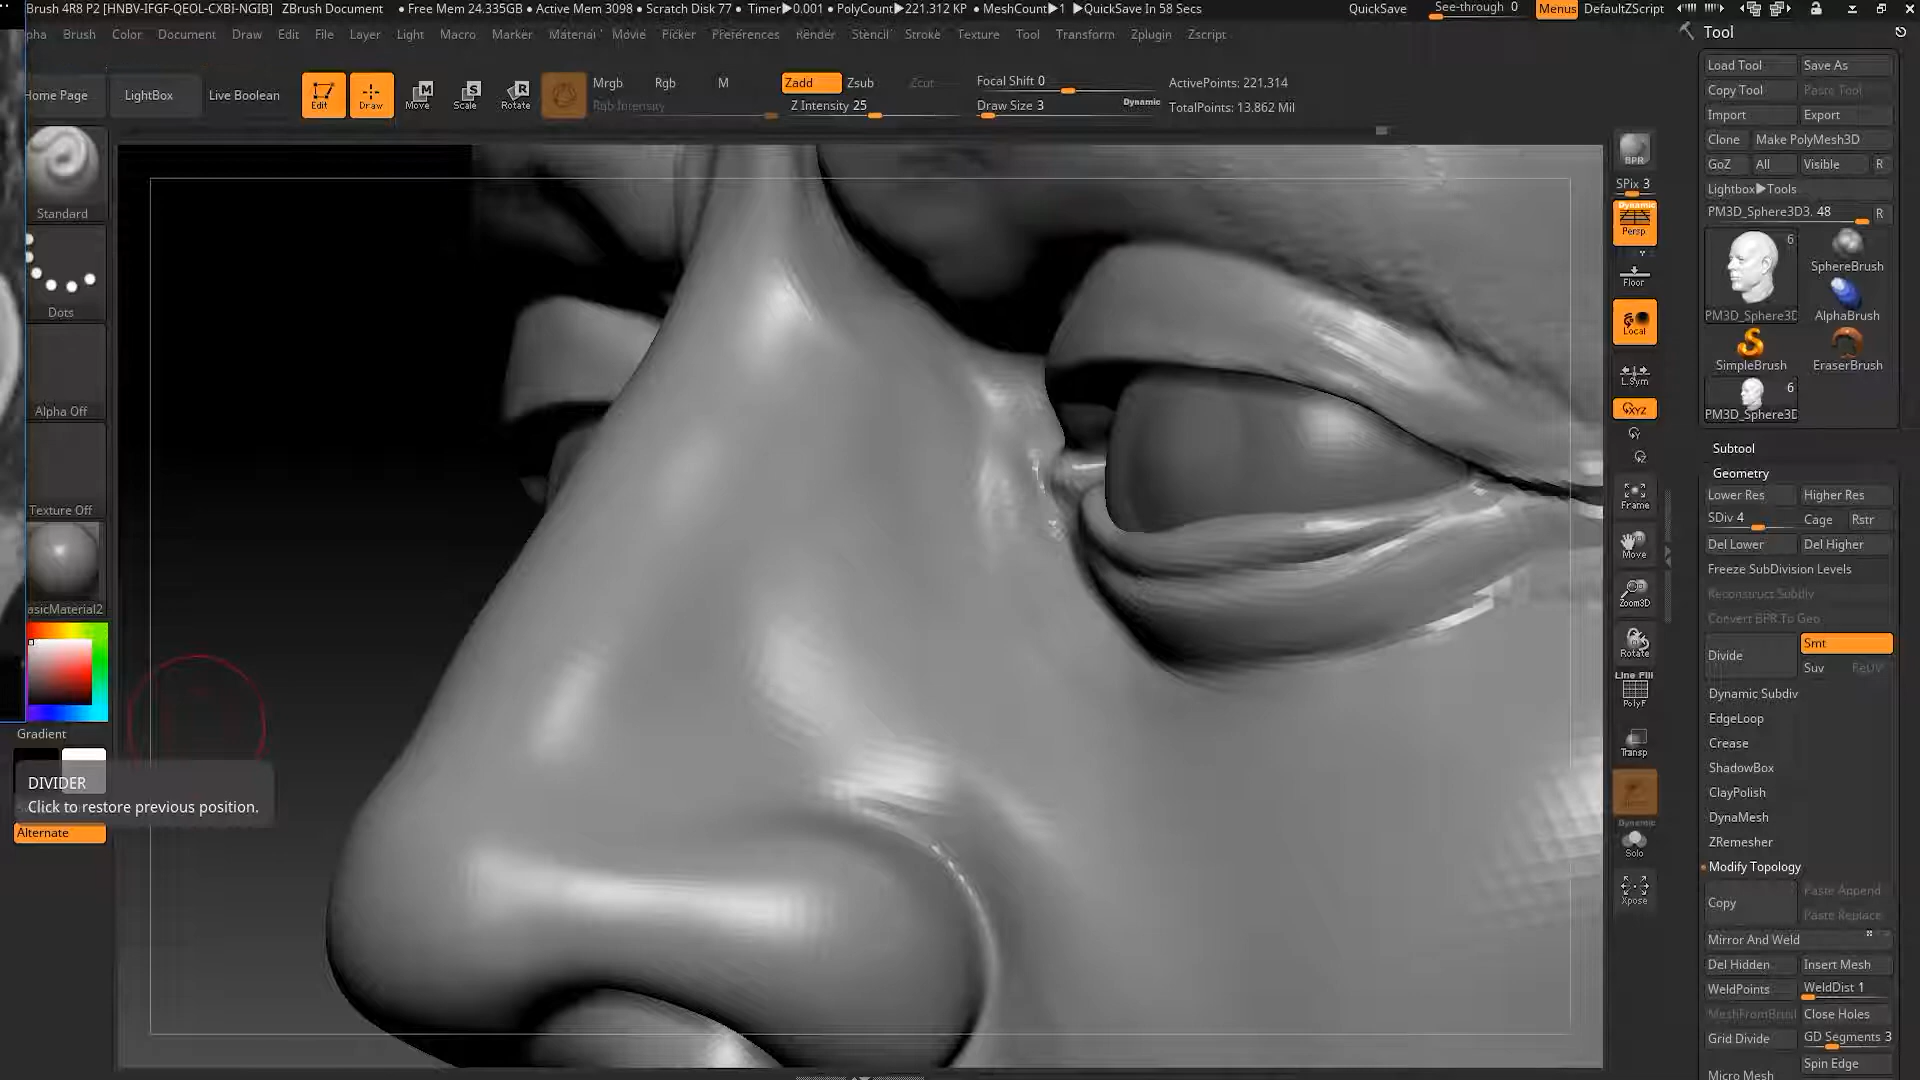 Brush 4R8 P2 [HNBV-IFGF-QEOL-CXBI-NGIB] ZBrush Document • Free Mem 24.335GB • Active Mem 3098 • Scratch Disk 77 • Timer▶0.001 • PolyCount▶221.312 KP • MeshCount▶1 ▶QuickSave In 58 Secs QuickSave See-through 0 Menus DefaultZScript
pha Brush Color Document Draw Edit File Layer Light Macro Marker Material Movie Picker Preferences Render Stencil Stroke Texture Tool Transform Zplugin Zscript
Home Page LightBox Live Boolean Edit Draw Move Scale Rotate
Mrgb Rgb M Zadd Zsub Zcut Focal Shift 0 ActivePoints: 221.314
Rgb Intensity Z Intensity 25 Draw Size 3 Dynamic TotalPoints: 13.862 Mil
Standard
Dots
Alpha Off
Texture Off
asicMaterial2
Gradient
DIVIDER
Click to restore previous position.
Alternate
BPR
SPix 3
Dynamic
Persp
Floor
Local
L.Sym
XYZ
Frame
Move
Zoom3D
Rotate
Line Fill
PolyF
Transp
Dynamic
Solo
Xpose
Tool
Load Tool Save As
Copy Tool Paste Tool
Import Export
Clone Make PolyMesh3D
GoZ All Visible R
Lightbox▶Tools
PM3D_Sphere3D3. 48 R
6
SphereBrush
PM3D_Sphere3D AlphaBrush
SimpleBrush EraserBrush
6
PM3D_Sphere3D
Subtool
Geometry
Lower Res Higher Res
SDiv 4 Cage Rstr
Del Lower Del Higher
Freeze SubDivision Levels
Reconstruct Subdiv
Convert BPR To Geo
Divide Smt
Suv ReUV
Dynamic Subdiv
EdgeLoop
Crease
ShadowBox
ClayPolish
DynaMesh
ZRemesher
Modify Topology
Copy Paste Append
Paste Replace
Mirror And Weld
Del Hidden Insert Mesh
WeldPoints WeldDist 1
MeshFromBrus Close Holes
Grid Divide GD Segments 3
Micro Mesh Spin Edge